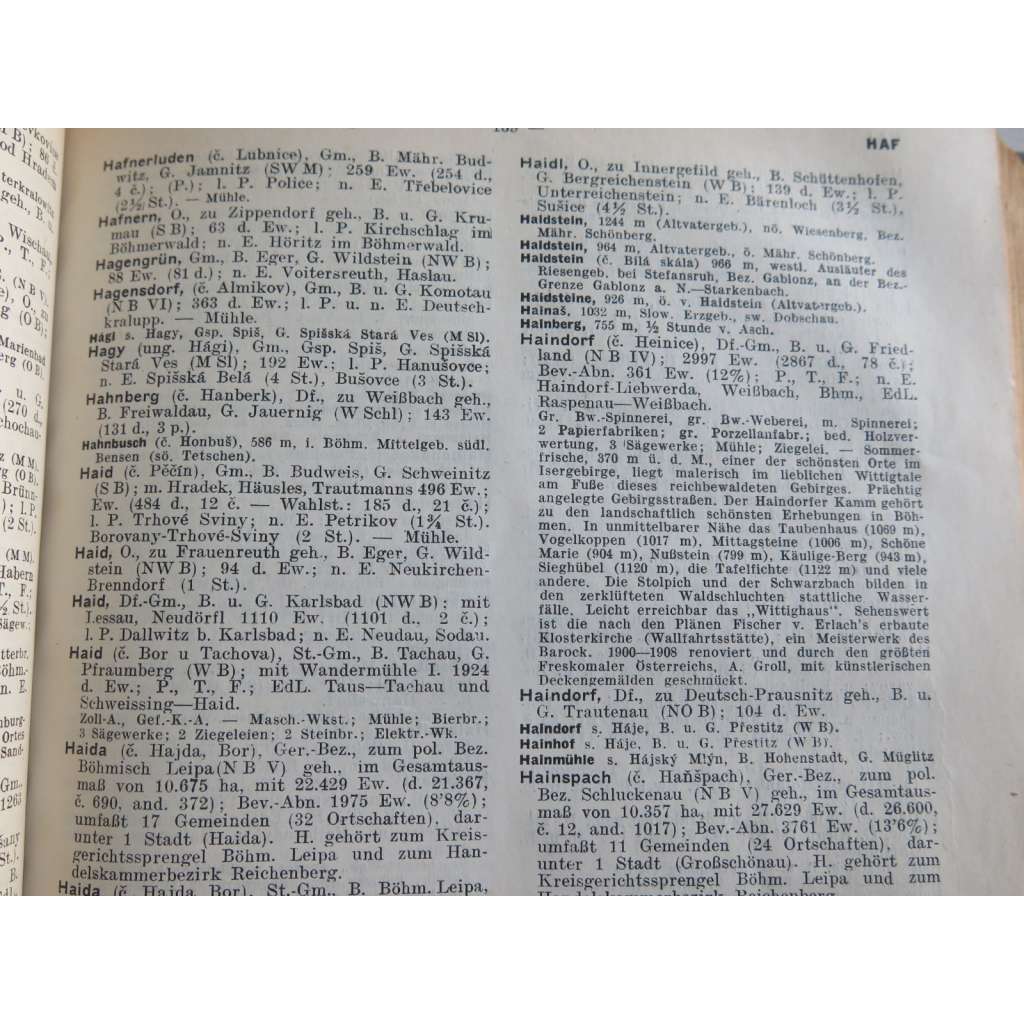 HAF
Hafnerluden (č. Lubnice), Gm., B. Mähr. Bud-
witz, G. Jamnitz (SW M); 259 Ew. (254 d.,
4 č.); (P.); l. P. Police; n. E. Třebelovice
(2½ St.). — Mühle.
Hafnern, O., zu Zippendorf geh., B. u. G. Kru-
mau (S B); 63 d. Ew.; l. P. Kirchschlag im
Böhmerwald; n. E. Höritz im Böhmerwald.
Hagengrün, Gm., B. Eger, G. Wildstein (NW B);
88 Ew. (81 d.); n. E. Voitersreuth, Haslau.
Hagensdorf, (č. Almikov), Gm., B. u. G. Komotau
(N B VI); 363 d. Ew.; l. P. u. n. E. Deutsch-
kralupp. — Mühle.
Hági s. Hagy, Gsp. Spiš, G. Spišská Stará Ves (M Sl).
Hagy (ung. Hági), Gm., Gsp. Spiš, G. Spišská
Stará Ves (M Sl); 192 Ew.; l. P. Hanušovce;
n. E. Spišská Belá (4 St.), Bušovce (3 St.).
Hahnberg (č. Hanberk), Df., zu Weißbach geh.,
B. Freiwaldau, G. Jauernig (W Schl); 143 Ew.
(131 d., 3 p.).
Hahnbusch (č. Honbuš), 586 m, i. Böhm. Mittelgeb. südl.
Bensen (sö. Tetschen).
Haid (č. Pěčín), Gm., B. Budweis, G. Schweinitz
(S B); m. Hradek, Häusles, Trautmanns 496 Ew.;
Ew. (484 d., 12 č. — Wahlst.: 185 d., 21 č.);
l. P. Trhové Sviny; n. E. Petrikov (1¾ St.).
Borovany-Trhové-Sviny (2 St.). — Mühle.
Haid, O., zu Frauenreuth geh., B. Eger, G. Wild-
stein (NW B); 94 d. Ew.; n. E. Neukirchen-
Brenndorf (1 St.).
Haid, Df.-Gm., B. u. G. Karlsbad (NW B); mit
Lessau, Neudörfl 1110 Ew. (1101 d., 2 č.);
l. P. Dallwitz b. Karlsbad; n. E. Neudau, Sodau.
Haid (č. Bor u Tachova), St.-Gm., B. Tachau, G.
Pfraumberg (W B); mit Wandermühle I. 1924
d. Ew.; P., T., F.; EdL. Taus—Tachau und
Schweissing—Haid.
Zoll-A., Gef.-K.-A. — Masch.-Wkst.; Mühle; Bierbr.;
3 Sägewerke; 2 Ziegeleien; 2 Steinbr.; Elektr.-Wk.
Haida (č. Hajda, Bor), Ger.-Bez., zum pol. Bez.
Böhmisch Leipa (N B V) geh., im Gesamtaus-
maß von 10.675 ha, mit 22.429 Ew. (d. 21.367,
č. 690, and. 372); Bev.-Abn. 1975 Ew. (8'8%);
umfaßt 17 Gemeinden (32 Ortschaften), dar-
unter 1 Stadt (Haida). H. gehört zum Kreis-
gerichtssprengel Böhm. Leipa und zum Han-
delskammerbezirk Reichenberg.
Haida (č. Hajda, Bor), St.-Gm., B. Böhm. Leipa,
Haidl, O., zu Innergefild geh., B. Schüttenhofen,
G. Bergreichenstein (W B); 139 d. Ew.; l. P.
Unterreichenstein; n. E. Bärenloch (3½ St.),
Sušice (4½ St.).
Haidstein, 1244 m (Altvatergeb.), nö. Wiesenberg, Bez.
Mähr. Schönberg.
Haidstein, 964 m, Altvatergeb., ö. Mähr. Schönberg.
Haidstein (č. Bílá skála) 966 m, westl. Ausläufer des
Riesengeb. bei Stefansruh, Bez. Gablonz, an der Bez.-
Grenze Gablonz a. N.—Starkenbach.
Haidsteine, 926 m, ö. v. Haidstein (Altvatergeb.).
Hainaš, 1032 m, Slow. Erzgeb., sw. Dobschau.
Hainberg, 755 m, ½ Stunde v. Asch.
Haindorf (č. Heinice), Df.-Gm., B. u. G. Fried-
land (N B IV); 2997 Ew. (2867 d., 78 č.);
Bev.-Abn. 361 Ew. (12%); P., T., F.; n. E.
Haindorf-Liebwerda, Weißbach, Bhm., EdL.
Raspenau—Weißbach.
Gr. Bw.-Spinnerei, gr. Bw.-Weberei, m. Spinnerei;
2 Papierfabriken; gr. Porzellanfabr.; bed. Holzver-
wertung, 3 Sägewerke; Mühle; Ziegelei. — Sommer-
frische, 370 m ü. d. M., einer der schönsten Orte im
Isergebirge, liegt malerisch im lieblichen Wittigtale
am Fuße dieses reichbewaldeten Gebirges. Prächtig
angelegte Gebirgsstraßen. Der Haindorfer Kamm gehört
zu den landschaftlich schönsten Erhebungen in Böh-
men. In unmittelbarer Nähe das Taubenhaus (1069 m),
Vogelkoppen (1017 m), Mittagsteine (1006 m), Schöne
Marie (904 m), Nußstein (799 m), Käulige-Berg (943 m),
Sieghübel (1120 m), die Tafelfichte (1122 m) und viele
andere. Die Stolpich und der Schwarzbach bilden in
den zerklüfteten Waldschluchten stattliche Wasser-
fälle. Leicht erreichbar das „Wittighaus“. Sehenswert
ist die nach den Plänen Fischer v. Erlach's erbaute
Klosterkirche (Wallfahrtsstätte), ein Meisterwerk des
Barock. 1900—1908 renoviert und durch den größten
Freskomaler Österreichs, A. Groll, mit künstlerischen
Deckengemälden geschmückt.
Haindorf, Df., zu Deutsch-Prausnitz geh., B. u.
G. Trautenau (NO B); 104 d. Ew.
Haindorf s. Háje, B. u. G. Přestitz (W B).
Hainhof s. Háje, B. u. G. Přestitz (W B).
Hainmühle s. Hájský Mlýn, B. Hohenstadt, G. Müglitz
Hainspach (č. Haňšpach), Ger.-Bez., zum pol.
Bez. Schluckenau (N B V) geh., im Gesamtaus-
maß von 10.357 ha, mit 27.629 Ew. (d. 26.600,
č. 12, and. 1017); Bev.-Abn. 3761 Ew. (13'6%);
umfaßt 11 Gemeinden (24 Ortschaften), dar-
unter 1 Stadt (Großschönau). H. gehört zum
Kreisgerichtssprengel Böhm. Leipa und zum
Handelskammerbezirk Reichenberg